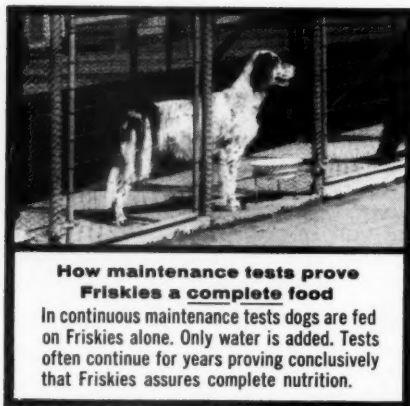 How maintenance tests prove
Friskies a complete food
In continuous maintenance tests dogs are fed
on Friskies alone. Only water is added. Tests
often continue for years proving conclusively
that Friskies assures complete nutrition.